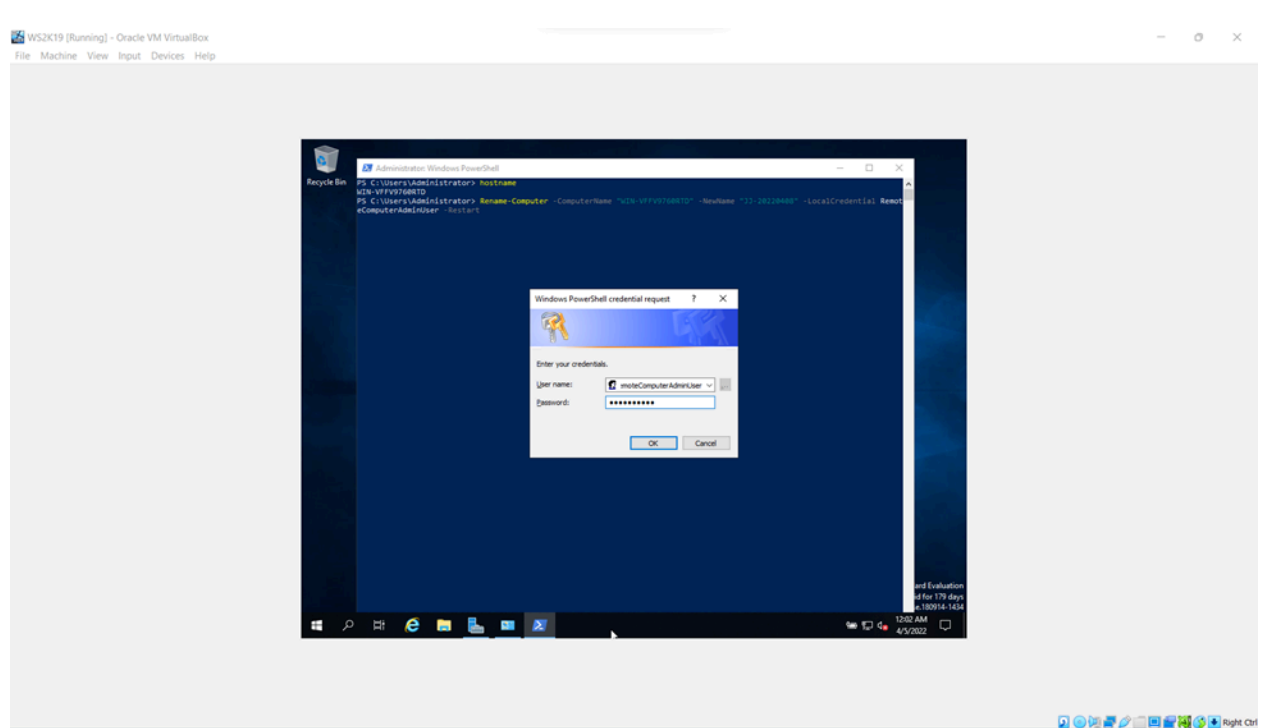 WS2K19 [Running] - Oracle VM VirtualBox
File Machine View Input Devices Help
Recycle Bin
Administrator: Windows PowerShell
PS C:\Users\Administrator> hostname
WIN-VFFV9760RTD
PS C:\Users\Administrator> Rename-Computer -ComputerName "WIN-VFFV9760RTD" -NewName "JJ-20220408" -LocalCredential Remot
eComputerAdminUser -Restart
Windows PowerShell credential request ?
Enter your credentials.
User name: moteComputerAdminUser
Password: ••••••••••
OK Cancel
ard Evaluation
id for 179 days
e.180914-1434
12:02 AM
4/5/2022
Right Ctrl